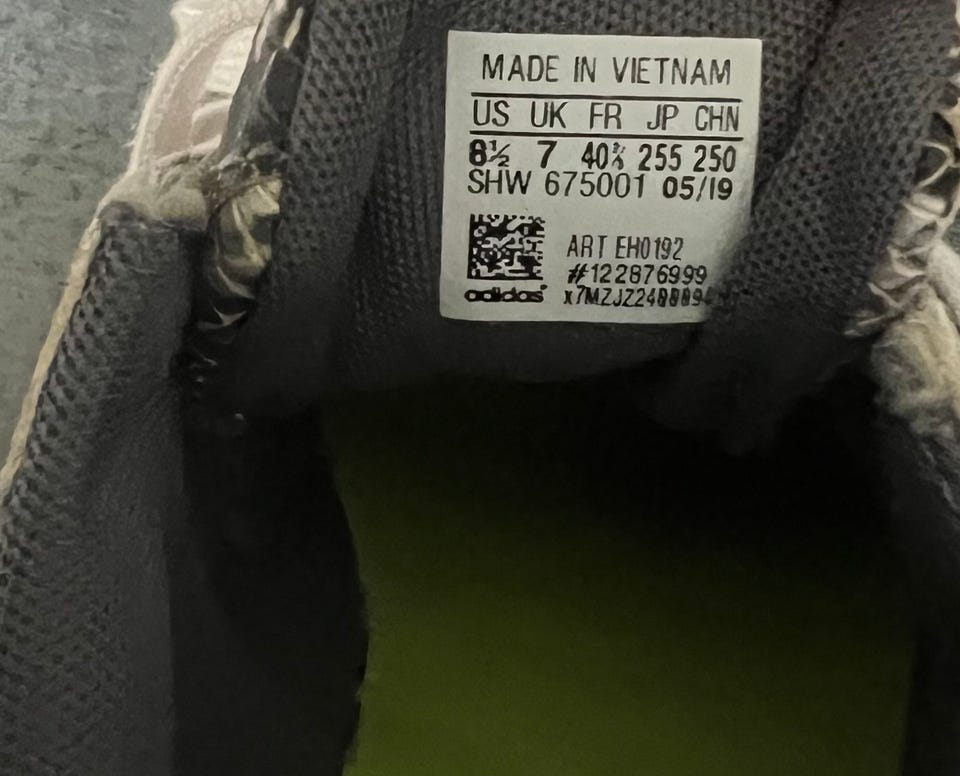 MADE IN VIETNAM
US UK FR JP CHN
8½ 7 40⅔ 255 250
SHW 675001 05/19
ART EH0192
#122876999
adidas